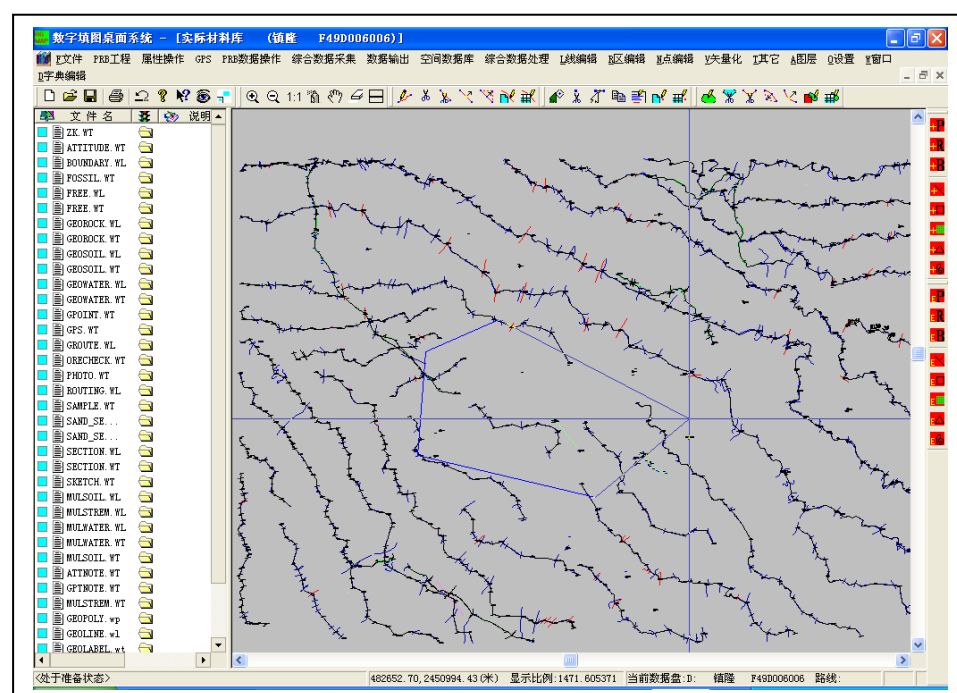 数字填图桌面系统 - [实际材料库 (镇隆 F49D006006)]
F文件 PRB工程 属性操作 GPS PRB数据操作 综合数据采集 数据输出 空间数据库 综合数据处理 L线编辑 R区编辑 N点编辑 V矢量化 T其它 A图层 O设置 W窗口
D字典编辑
1:1
文件名 说明
ZK.WT
ATTITUDE.WT
BOUNDARY.WL
FOSSIL.WT
FREE.WL
FREE.WT
GEOROCK.WL
GEOROCK.WT
GEOSOIL.WL
GEOSOIL.WT
GEOWATER.WL
GEOWATER.WT
GPOINT.WT
GPS.WT
GROUTE.WL
ORECHECK.WT
PHOTO.WT
ROUTING.WL
SAMPLE.WT
SAND_SE...
SAND_SE...
SECTION.WL
SECTION.WT
SKETCH.WT
MULSOIL.WL
MULSTREM.WL
MULWATER.WL
MULWATER.WT
MULSOIL.WT
ATTNOTE.WT
GPTNOTE.WT
MULSTREM.WT
GEOPOLY.wp
GEOLINE.wl
GEOLABEL.wt
+P
+R
+B
EP
ER
EB
<处于准备状态> 482652.70,2450994.43(米) 显示比例:1471.605371 当前数据盘:D: 镇隆 F49D006006 路线: